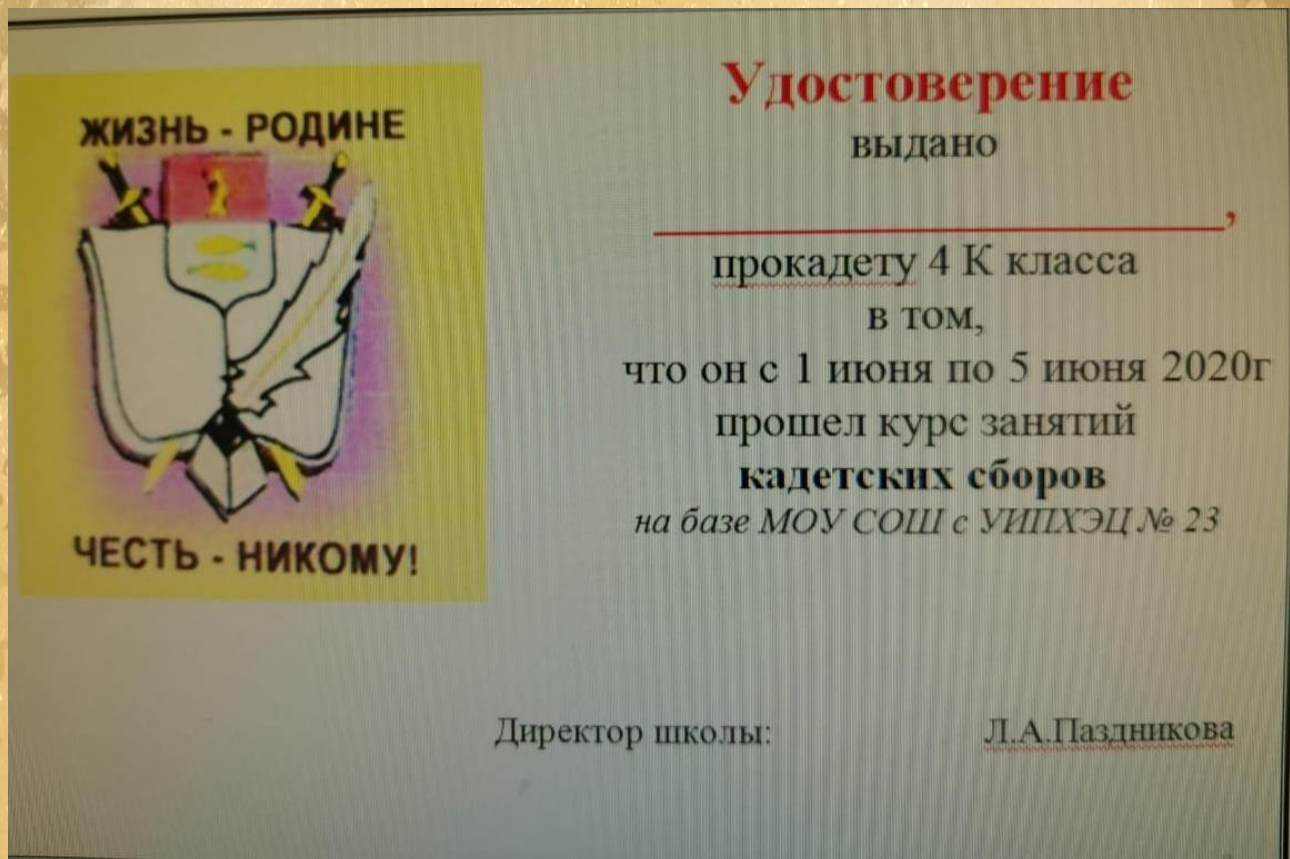 ЖИЗНЬ - РОДИНЕ
ЧЕСТЬ - НИКОМУ!
Удостоверение
выдано
____________________________,
прокадету 4 К класса
в том,
что он с 1 июня по 5 июня 2020г
прошел курс занятий
кадетских сборов
на базе МОУ СОШ с УИПХЭЦ № 23
Директор школы: Л.А.Паздникова